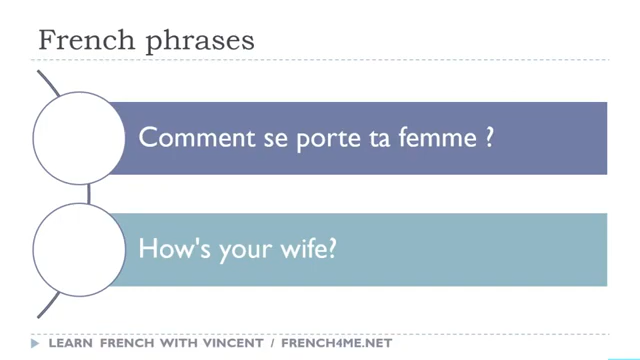 French phrases
Comment se porte ta femme ?
How's your wife?
LEARN FRENCH WITH VINCENT / FRENCH4ME.NET